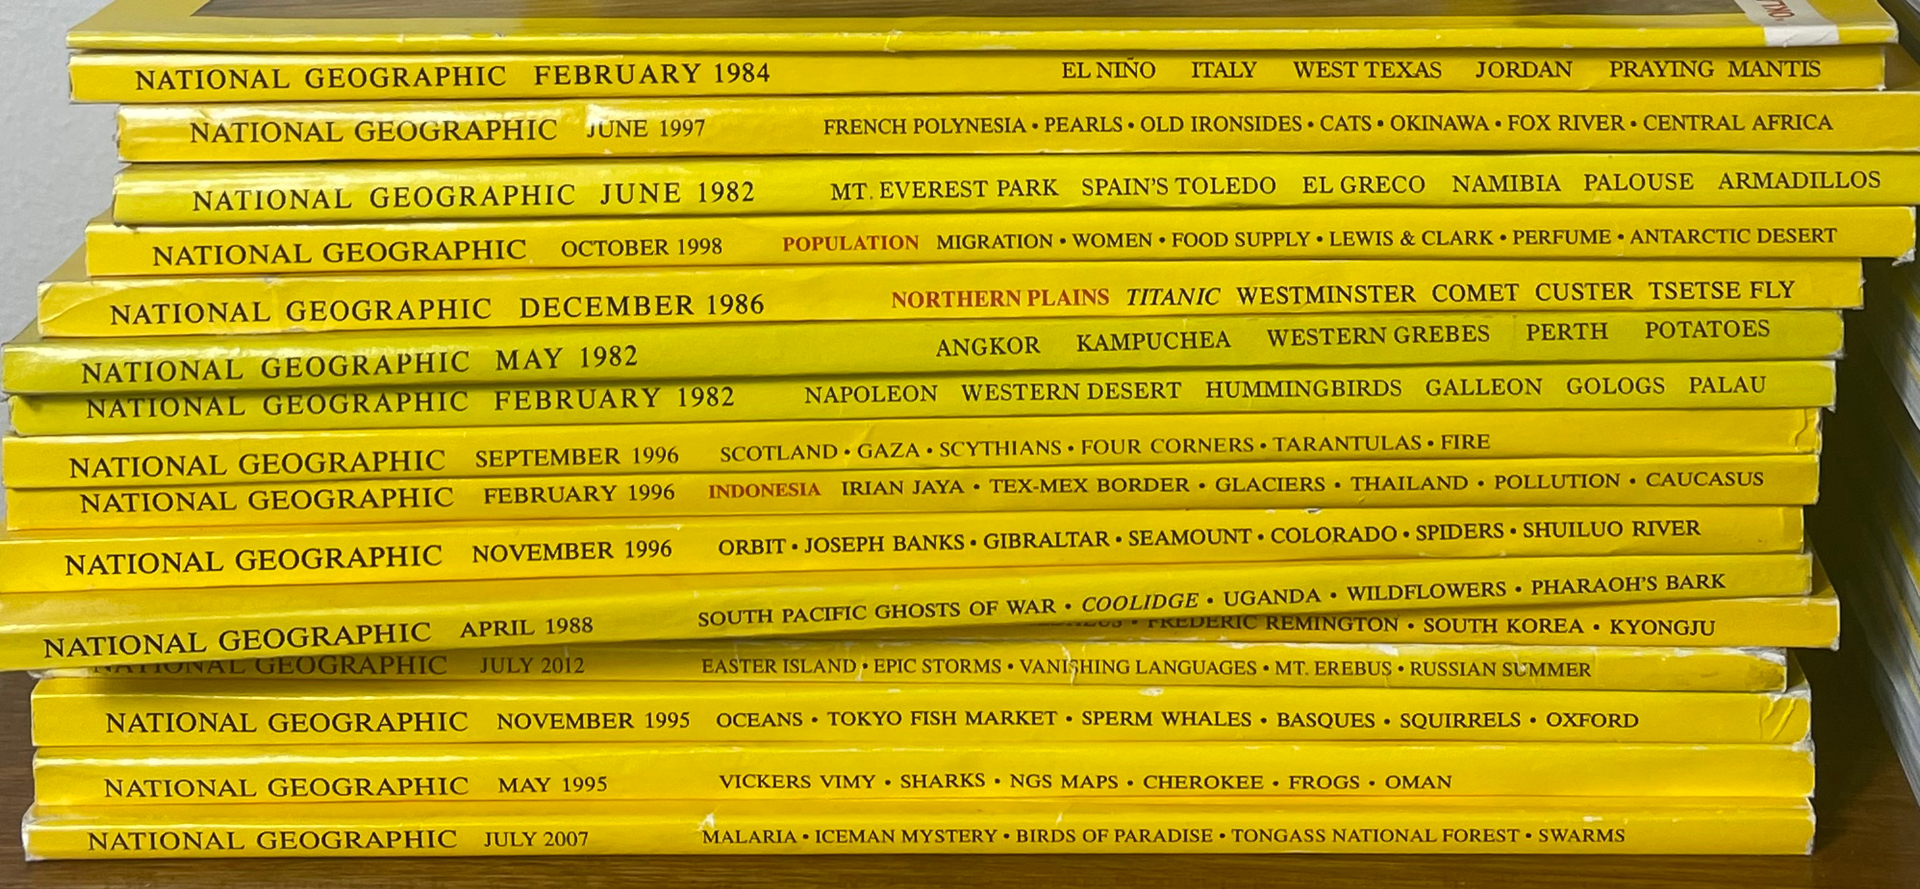 NATIONAL GEOGRAPHIC FEBRUARY 1984 EL NIÑO ITALY WEST TEXAS JORDAN PRAYING MANTIS
NATIONAL GEOGRAPHIC JUNE 1997 FRENCH POLYNESIA • PEARLS • OLD IRONSIDES • CATS • OKINAWA • FOX RIVER • CENTRAL AFRICA
NATIONAL GEOGRAPHIC JUNE 1982 MT. EVEREST PARK SPAIN'S TOLEDO EL GRECO NAMIBIA PALOUSE ARMADILLOS
NATIONAL GEOGRAPHIC OCTOBER 1998 POPULATION MIGRATION • WOMEN • FOOD SUPPLY • LEWIS & CLARK • PERFUME • ANTARCTIC DESERT
NATIONAL GEOGRAPHIC DECEMBER 1986 NORTHERN PLAINS TITANIC WESTMINSTER COMET CUSTER TSETSE FLY
NATIONAL GEOGRAPHIC MAY 1982 ANGKOR KAMPUCHEA WESTERN GREBES PERTH POTATOES
NATIONAL GEOGRAPHIC FEBRUARY 1982 NAPOLEON WESTERN DESERT HUMMINGBIRDS GALLEON GOLOGS PALAU
NATIONAL GEOGRAPHIC SEPTEMBER 1996 SCOTLAND • GAZA • SCYTHIANS • FOUR CORNERS • TARANTULAS • FIRE
NATIONAL GEOGRAPHIC FEBRUARY 1996 INDONESIA IRIAN JAYA • TEX-MEX BORDER • GLACIERS • THAILAND • POLLUTION • CAUCASUS
NATIONAL GEOGRAPHIC NOVEMBER 1996 ORBIT • JOSEPH BANKS • GIBRALTAR • SEAMOUNT • COLORADO • SPIDERS • SHUILUO RIVER
NATIONAL GEOGRAPHIC APRIL 1988 SOUTH PACIFIC GHOSTS OF WAR • COOLIDGE • UGANDA • WILDFLOWERS • PHARAOH'S BARK
• FREDERIC REMINGTON • SOUTH KOREA • KYONGJU
NATIONAL GEOGRAPHIC JULY 2012 EASTER ISLAND • EPIC STORMS • VANISHING LANGUAGES • MT. EREBUS • RUSSIAN SUMMER
NATIONAL GEOGRAPHIC NOVEMBER 1995 OCEANS • TOKYO FISH MARKET • SPERM WHALES • BASQUES • SQUIRRELS • OXFORD
NATIONAL GEOGRAPHIC MAY 1995 VICKERS VIMY • SHARKS • NGS MAPS • CHEROKEE • FROGS • OMAN
NATIONAL GEOGRAPHIC JULY 2007 MALARIA • ICEMAN MYSTERY • BIRDS OF PARADISE • TONGASS NATIONAL FOREST • SWARMS